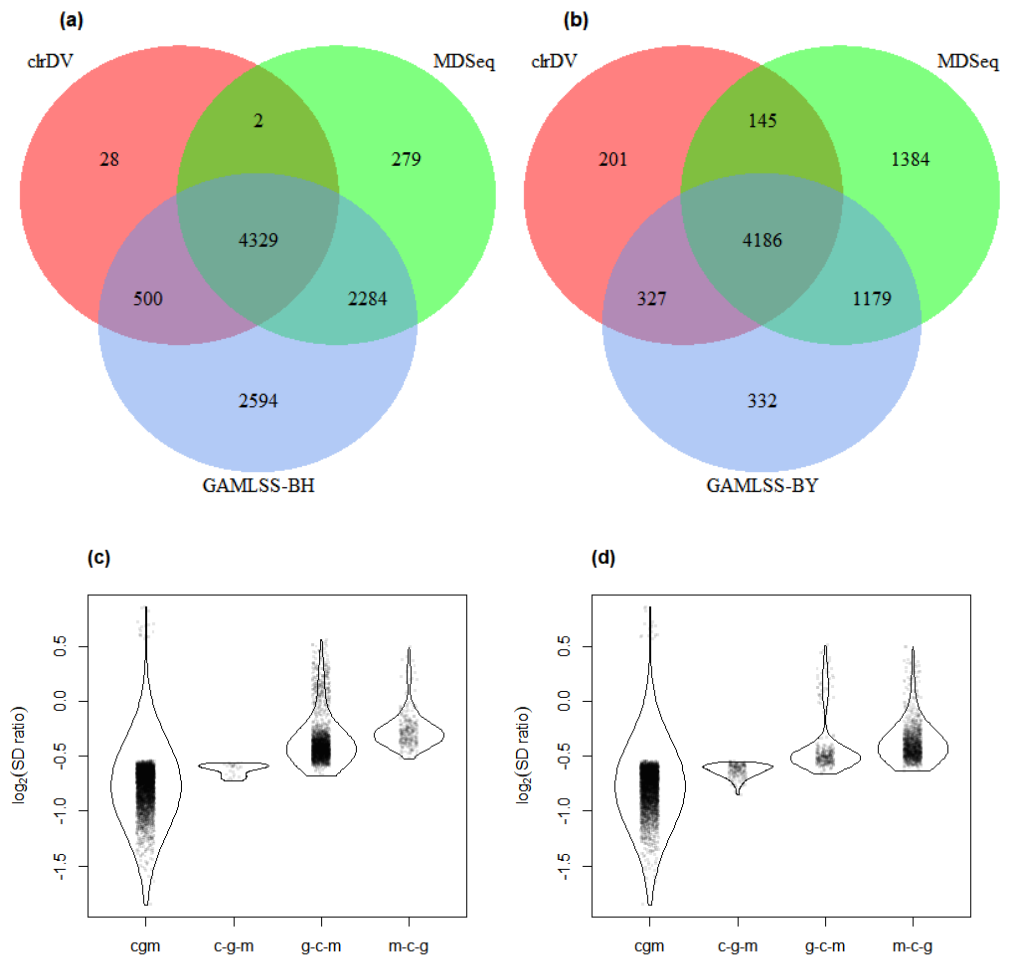 (a)
(b)
clrDV
MDSeq
clrDV
MDSeq
2
145
28
279
201
1384
4329
4186
500
2284
327
1179
2594
332
GAMLSS-BH
GAMLSS-BY
(c)
(d)
log2(SD ratio)
0.5
0.0
-0.5
-1.0
-1.5
cgm
c-g-m
g-c-m
m-c-g
log2(SD ratio)
0.5
0.0
-0.5
-1.0
-1.5
cgm
c-g-m
g-c-m
m-c-g